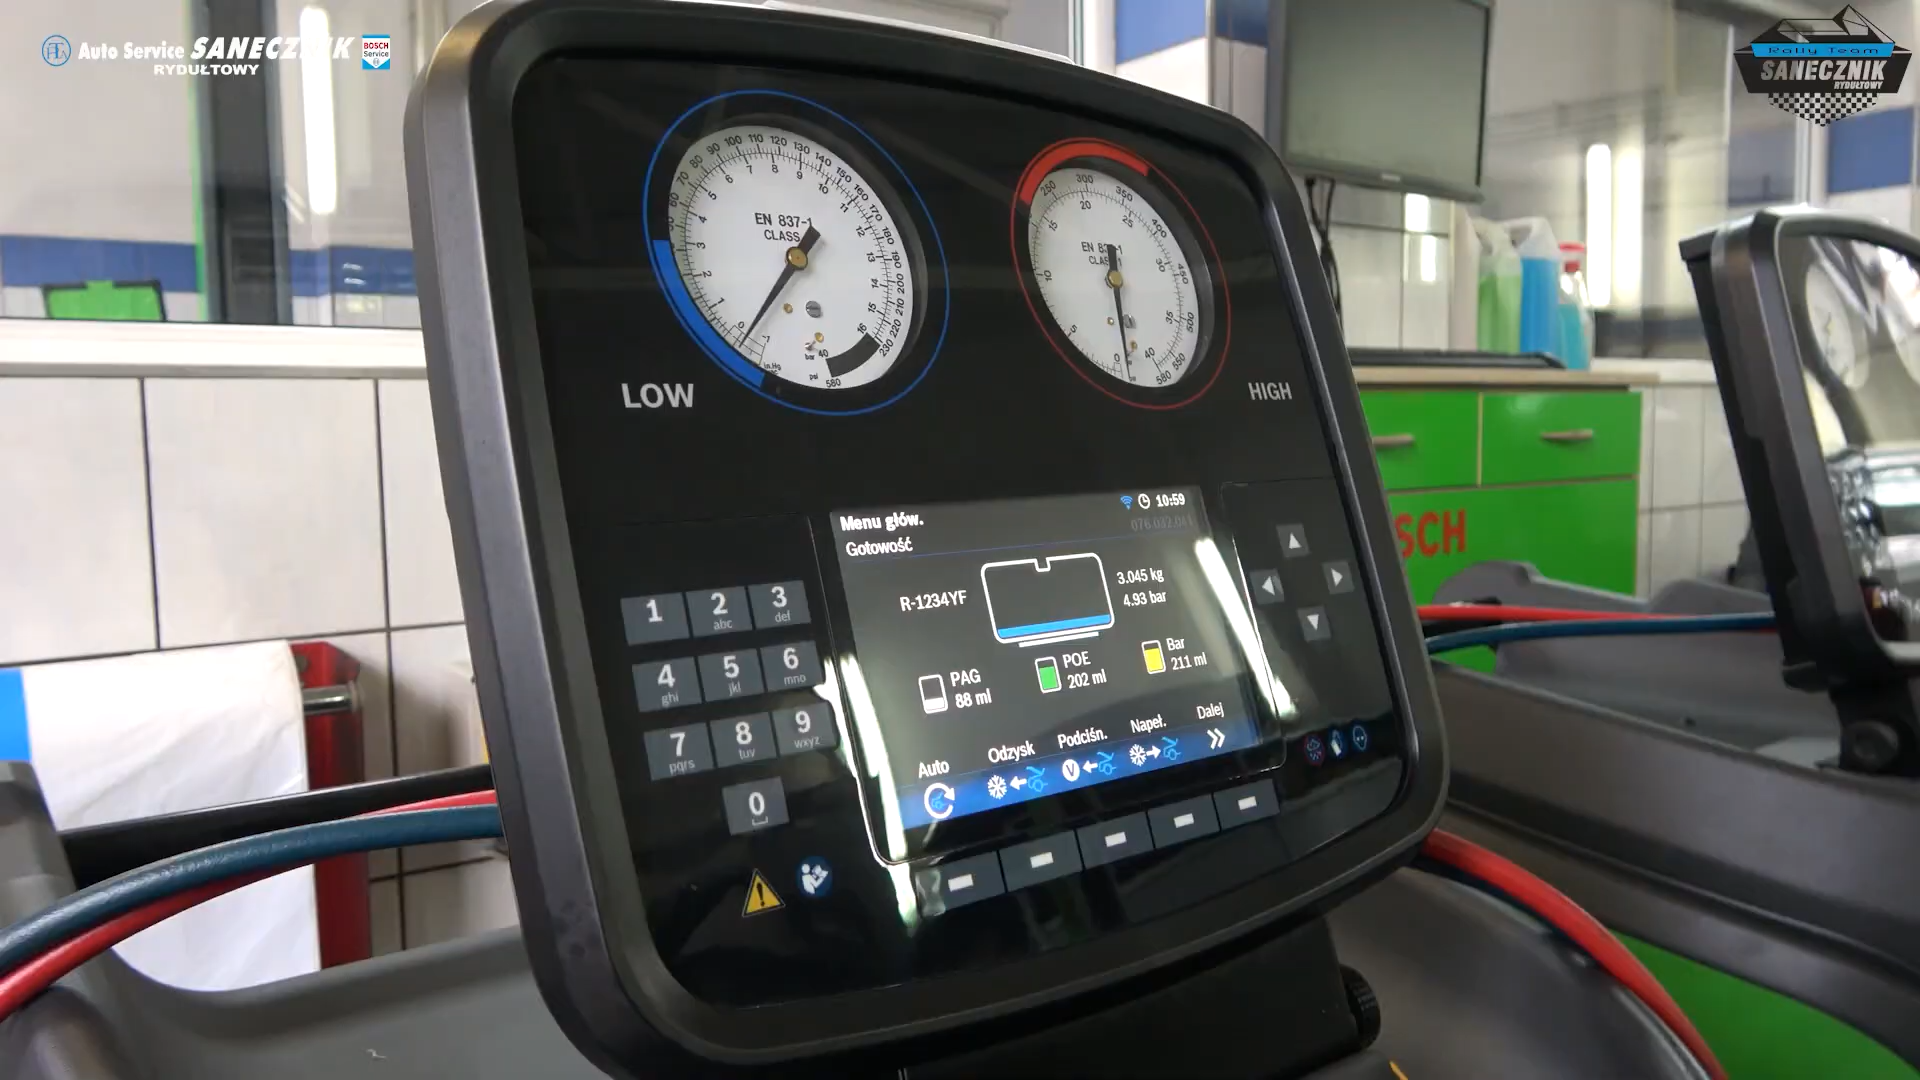 Auto Service SANECZNIK
RYDUŁTOWY
BOSCH
Service
Rally Team
SANECZNIK
RYDUŁTOWY
EN 837-1
CLASS
LOW
HIGH
Menu główn.
Gotowość
10:59
R-1234YF
3.045 kg
4.93 bar
PAG
88 ml
POE
202 ml
Bar
211 ml
Auto
Odzysk
Podciśn.
Napeł.
Dalej
1
2
abc
3
del
4
ghi
5
jkl
6
mno
7
pqrs
8
tuv
9
wxyz
0
SCH